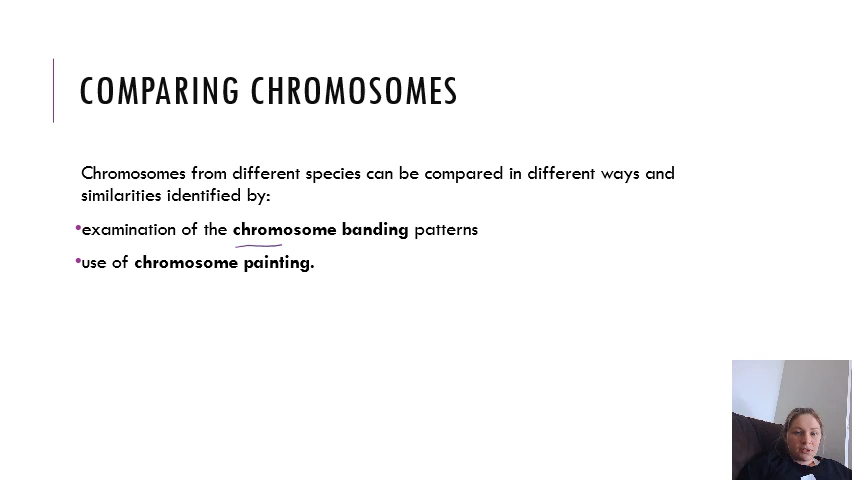 COMPARING CHROMOSOMES
Chromosomes from different species can be compared in different ways and
similarities identified by:
•examination of the chromosome banding patterns
•use of chromosome painting.